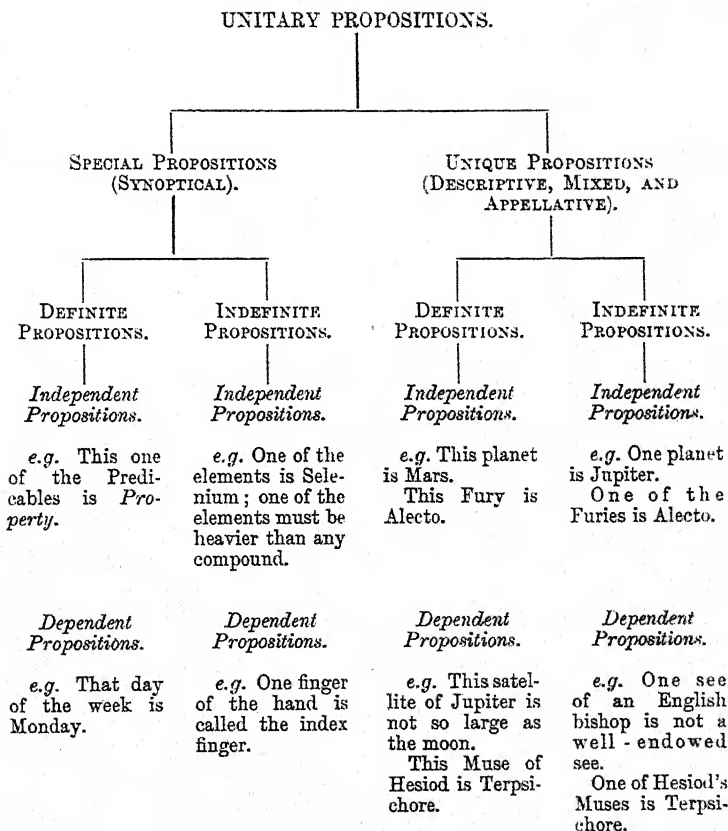 UNITARY PROPOSITIONS.
SPECIAL PROPOSITIONS
(SYNOPTICAL).
UNIQUE PROPOSITIONS
(DESCRIPTIVE, MIXED, AND
APPELLATIVE).
DEFINITE
PROPOSITIONS.
Independent
Propositions.
e.g. This one
of the Predi-
cables is Pro-
perty.
INDEFINITE
PROPOSITIONS.
Independent
Propositions.
e.g. One of the
elements is Sele-
nium; one of the
elements must be
heavier than any
compound.
DEFINITE
PROPOSITIONS.
Independent
Propositions.
e.g. This planet
is Mars.
This Fury is
Alecto.
INDEFINITE
PROPOSITIONS.
Independent
Propositions.
e.g. One planet
is Jupiter.
One of the
Furies is Alecto.
Dependent
Propositions.
e.g. That day
of the week is
Monday.
Dependent
Propositions.
e.g. One finger
of the hand is
called the index
finger.
Dependent
Propositions.
e.g. This satel-
lite of Jupiter is
not so large as
the moon.
This Muse of
Hesiod is Terpsi-
chore.
Dependent
Propositions.
e.g. One see
of an English
bishop is not a
well-endowed
see.
One of Hesiod's
Muses is Terpsi-
chore.